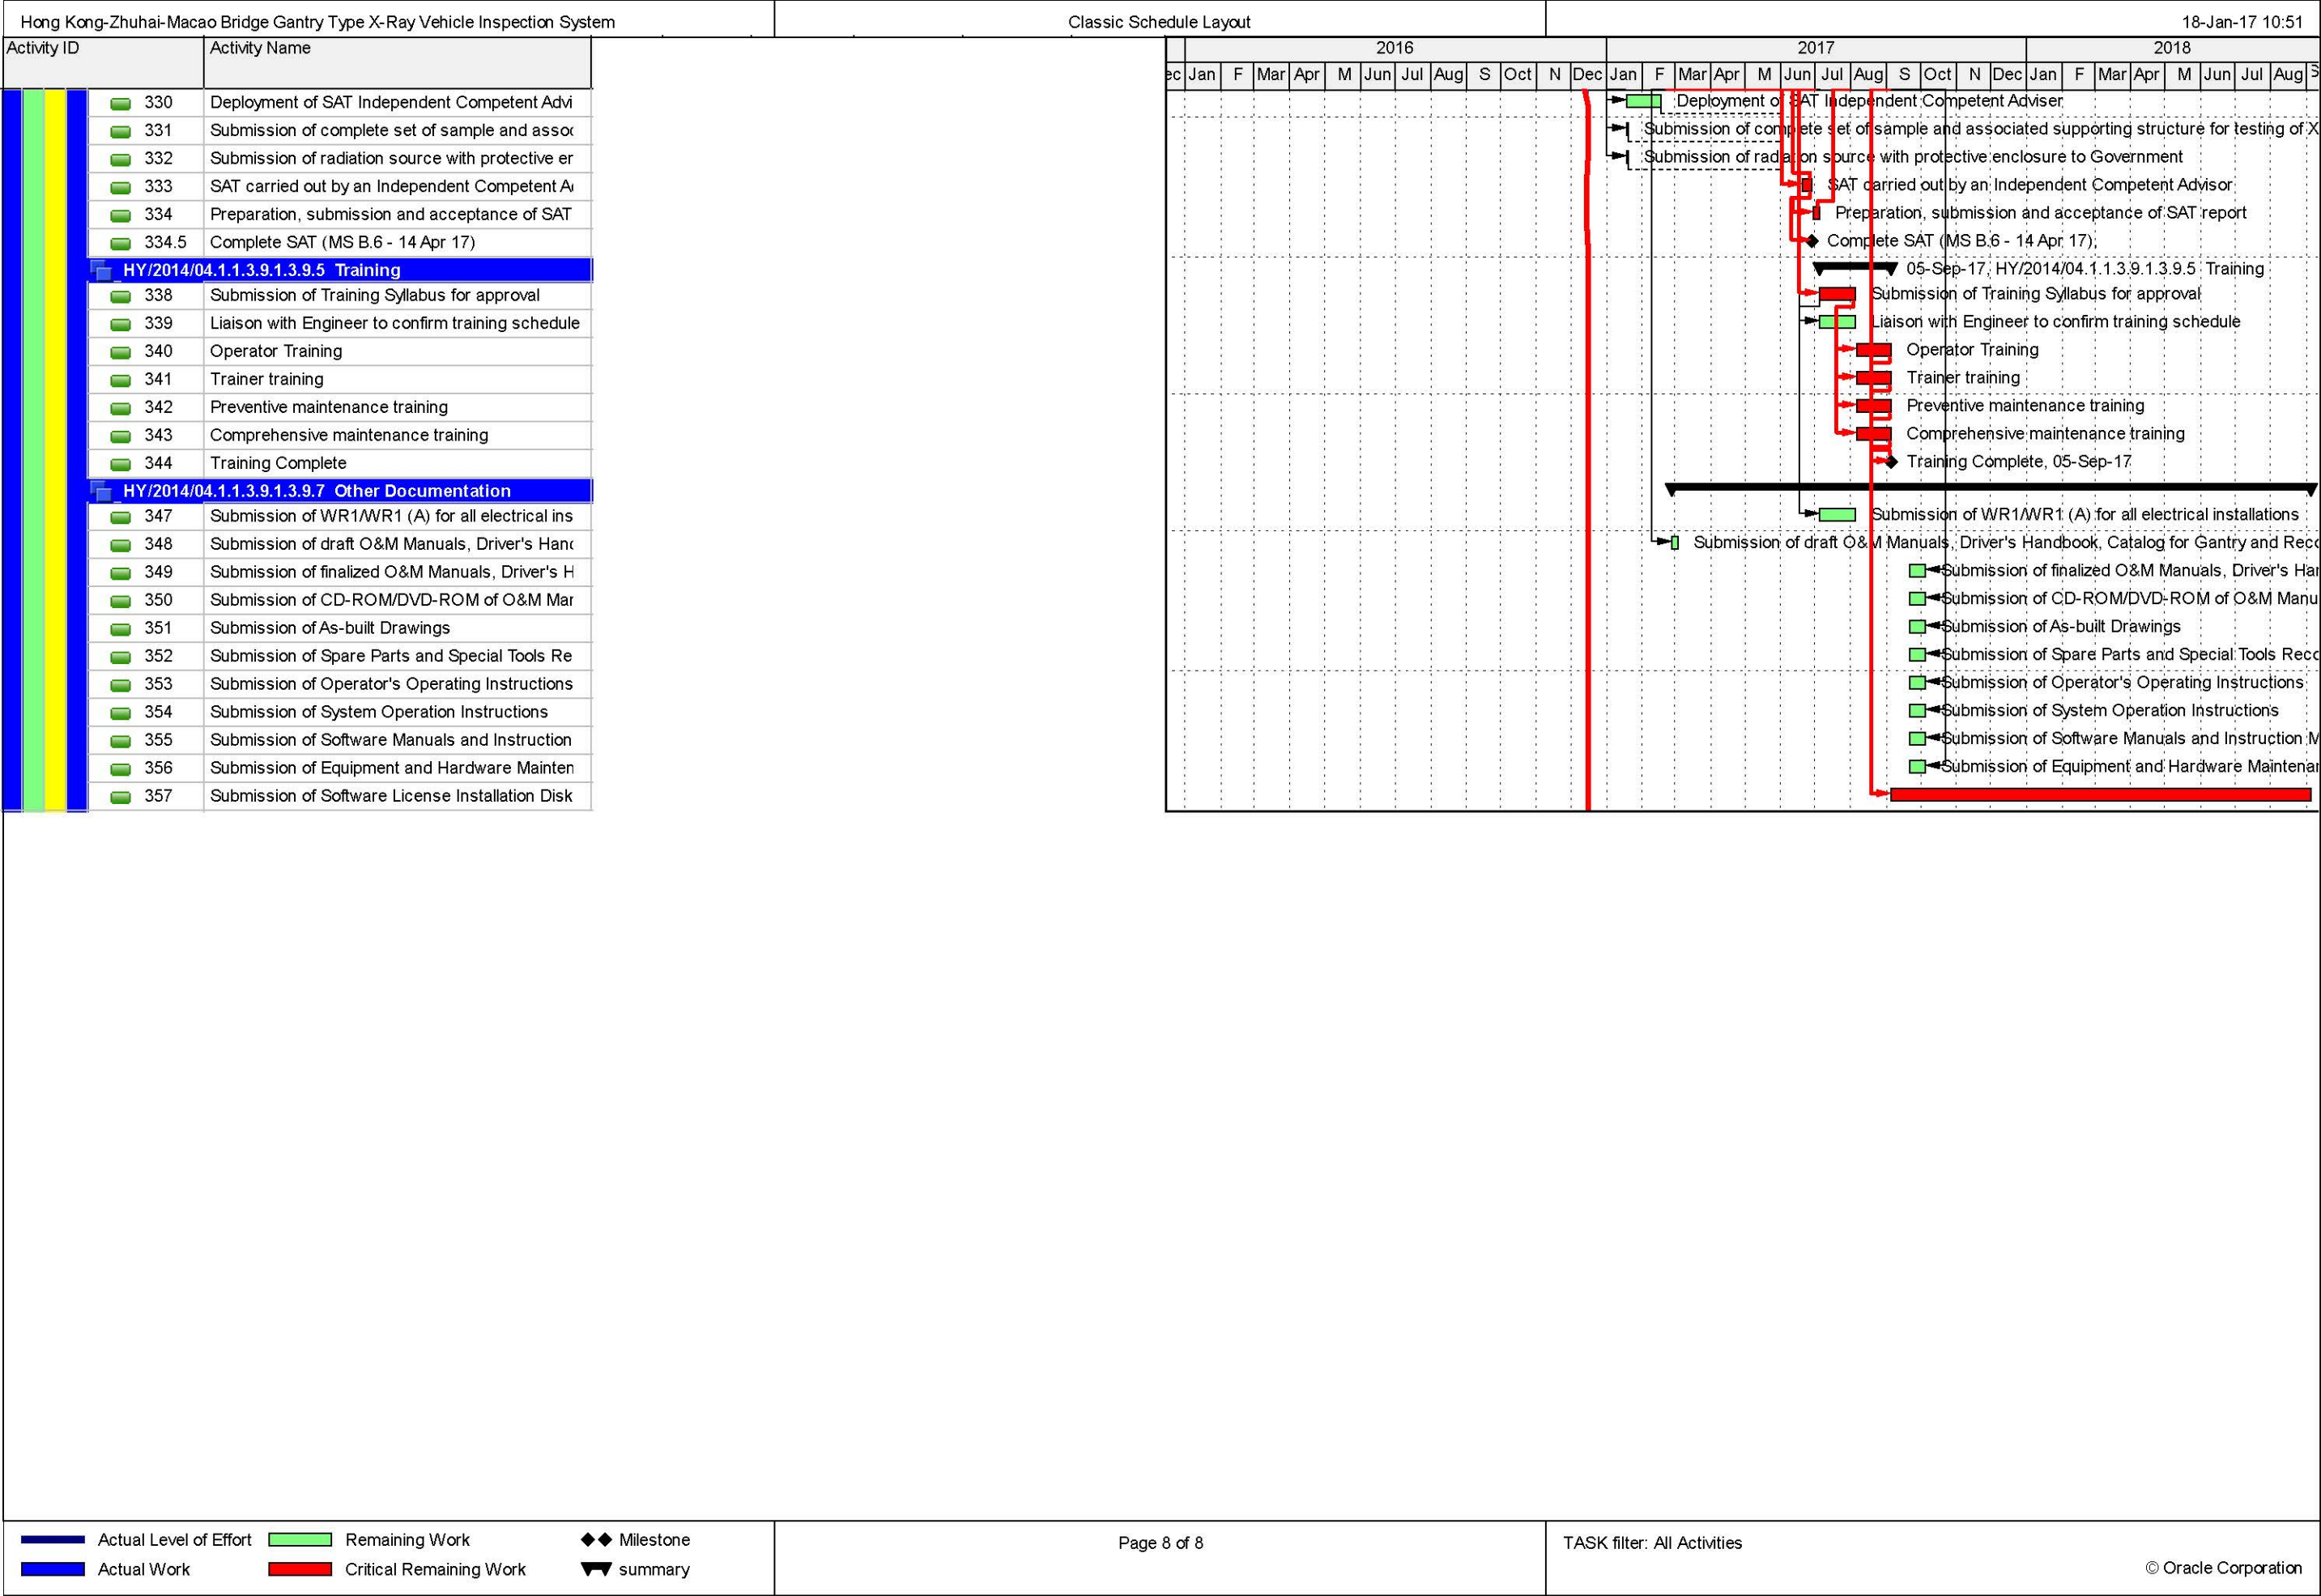 Hong Kong-Zhuhai-Macao Bridge Gantry Type X-Ray Vehicle Inspection System
Classic Schedule Layout
18-Jan-17 10:51
Activity ID
Activity Name
2016
2017
2018
ec Jan F Mar Apr M Jun Jul Aug S Oct N Dec Jan F Mar Apr M Jun Jul Aug S Oct N Dec Jan F Mar Apr M Jun Jul Aug S
330 Deployment of SAT Independent Competent Advi
Deployment of SAT Independent Competent Adviser
331 Submission of complete set of sample and assoc
Submission of complete set of sample and associated supporting structure for testing of X
332 Submission of radiation source with protective er
Submission of radiation source with protective enclosure to Government
333 SAT carried out by an Independent Competent A
SAT carried out by an Independent Competent Advisor
334 Preparation, submission and acceptance of SAT
Preparation, submission and acceptance of SAT report
334.5 Complete SAT (MS B.6 - 14 Apr 17)
Complete SAT (MS B.6 - 14 Apr 17),
HY/2014/04.1.1.3.9.1.3.9.5 Training
05-Sep-17, HY/2014/04.1.1.3.9.1.3.9.5 Training
338 Submission of Training Syllabus for approval
Submission of Training Syllabus for approval
339 Liaison with Engineer to confirm training schedule
Liaison with Engineer to confirm training schedule
340 Operator Training
Operator Training
341 Trainer training
Trainer training
342 Preventive maintenance training
Preventive maintenance training
343 Comprehensive maintenance training
Comprehensive maintenance training
344 Training Complete
Training Complete, 05-Sep-17
HY/2014/04.1.1.3.9.1.3.9.7 Other Documentation
347 Submission of WR1/WR1 (A) for all electrical ins
Submission of WR1/WR1 (A) for all electrical installations
348 Submission of draft O&M Manuals, Driver's Hanc
Submission of draft O&M Manuals, Driver's Handbook, Catalog for Gantry and Reco
349 Submission of finalized O&M Manuals, Driver's H
Submission of finalized O&M Manuals, Driver's Har
350 Submission of CD-ROM/DVD-ROM of O&M Mar
Submission of CD-ROM/DVD-ROM of O&M Manu
351 Submission of As-built Drawings
Submission of As-built Drawings
352 Submission of Spare Parts and Special Tools Re
Submission of Spare Parts and Special Tools Reco
353 Submission of Operator's Operating Instructions
Submission of Operator's Operating Instructions
354 Submission of System Operation Instructions
Submission of System Operation Instructions
355 Submission of Software Manuals and Instruction
Submission of Software Manuals and Instruction M
356 Submission of Equipment and Hardware Mainten
Submission of Equipment and Hardware Maintenar
357 Submission of Software License Installation Disk
Actual Level of Effort
Remaining Work
Milestone
Actual Work
Critical Remaining Work
summary
Page 8 of 8
TASK filter: All Activities
© Oracle Corporation